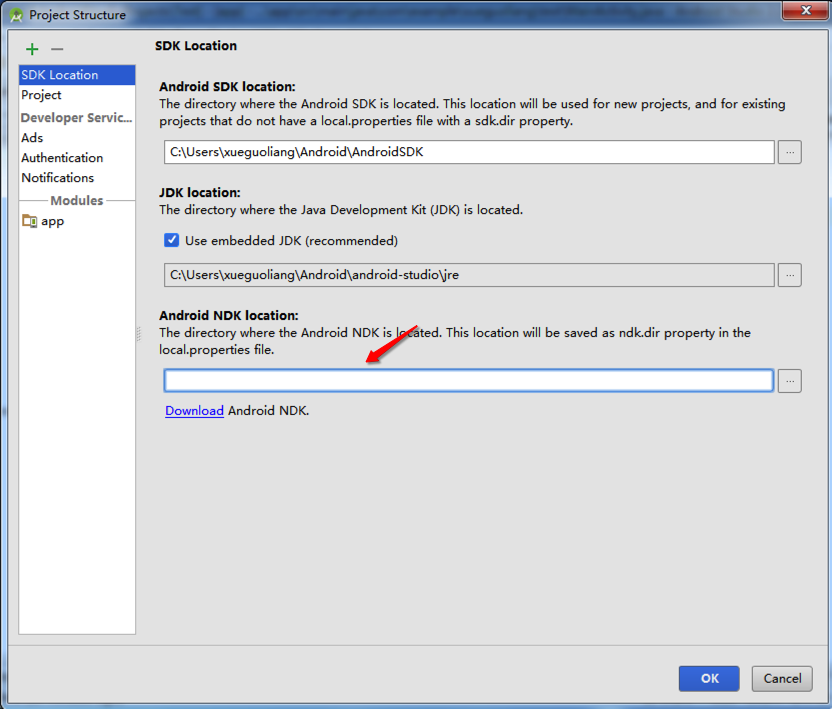 Project Structure
SDK Location
Project
Developer Servic...
Ads
Authentication
Notifications
Modules
app
SDK Location
Android SDK location:
The directory where the Android SDK is located. This location will be used for new projects, and for existing
projects that do not have a local.properties file with a sdk.dir property.
C:\Users\xueguoliang\Android\AndroidSDK
...
JDK location:
The directory where the Java Development Kit (JDK) is located.
Use embedded JDK (recommended)
C:\Users\xueguoliang\Android\android-studio\jre
...
Android NDK location:
The directory where the Android NDK is located. This location will be saved as ndk.dir property in the
local.properties file.
...
Download Android NDK.
OK
Cancel